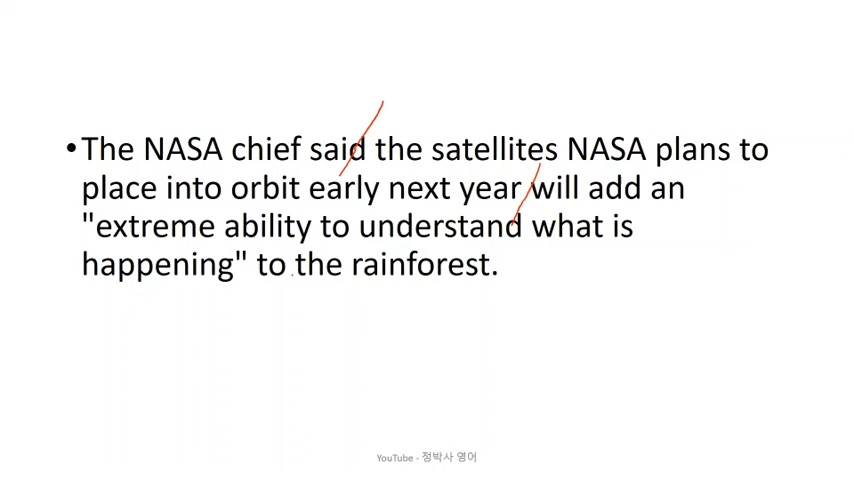 •The NASA chief said the satellites NASA plans to
place into orbit early next year will add an
"extreme ability to understand what is
happening" to the rainforest.
YouTube - 정박사 영어